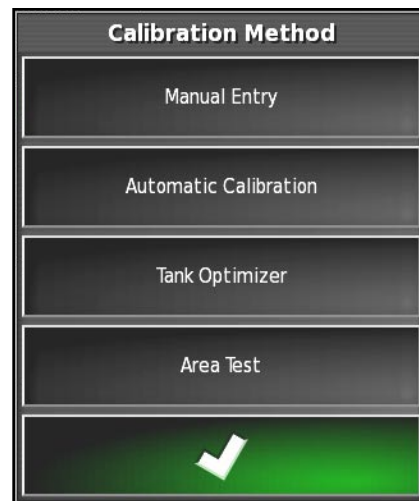 Calibration Method
Manual Entry
Automatic Calibration
Tank Optimizer
Area Test